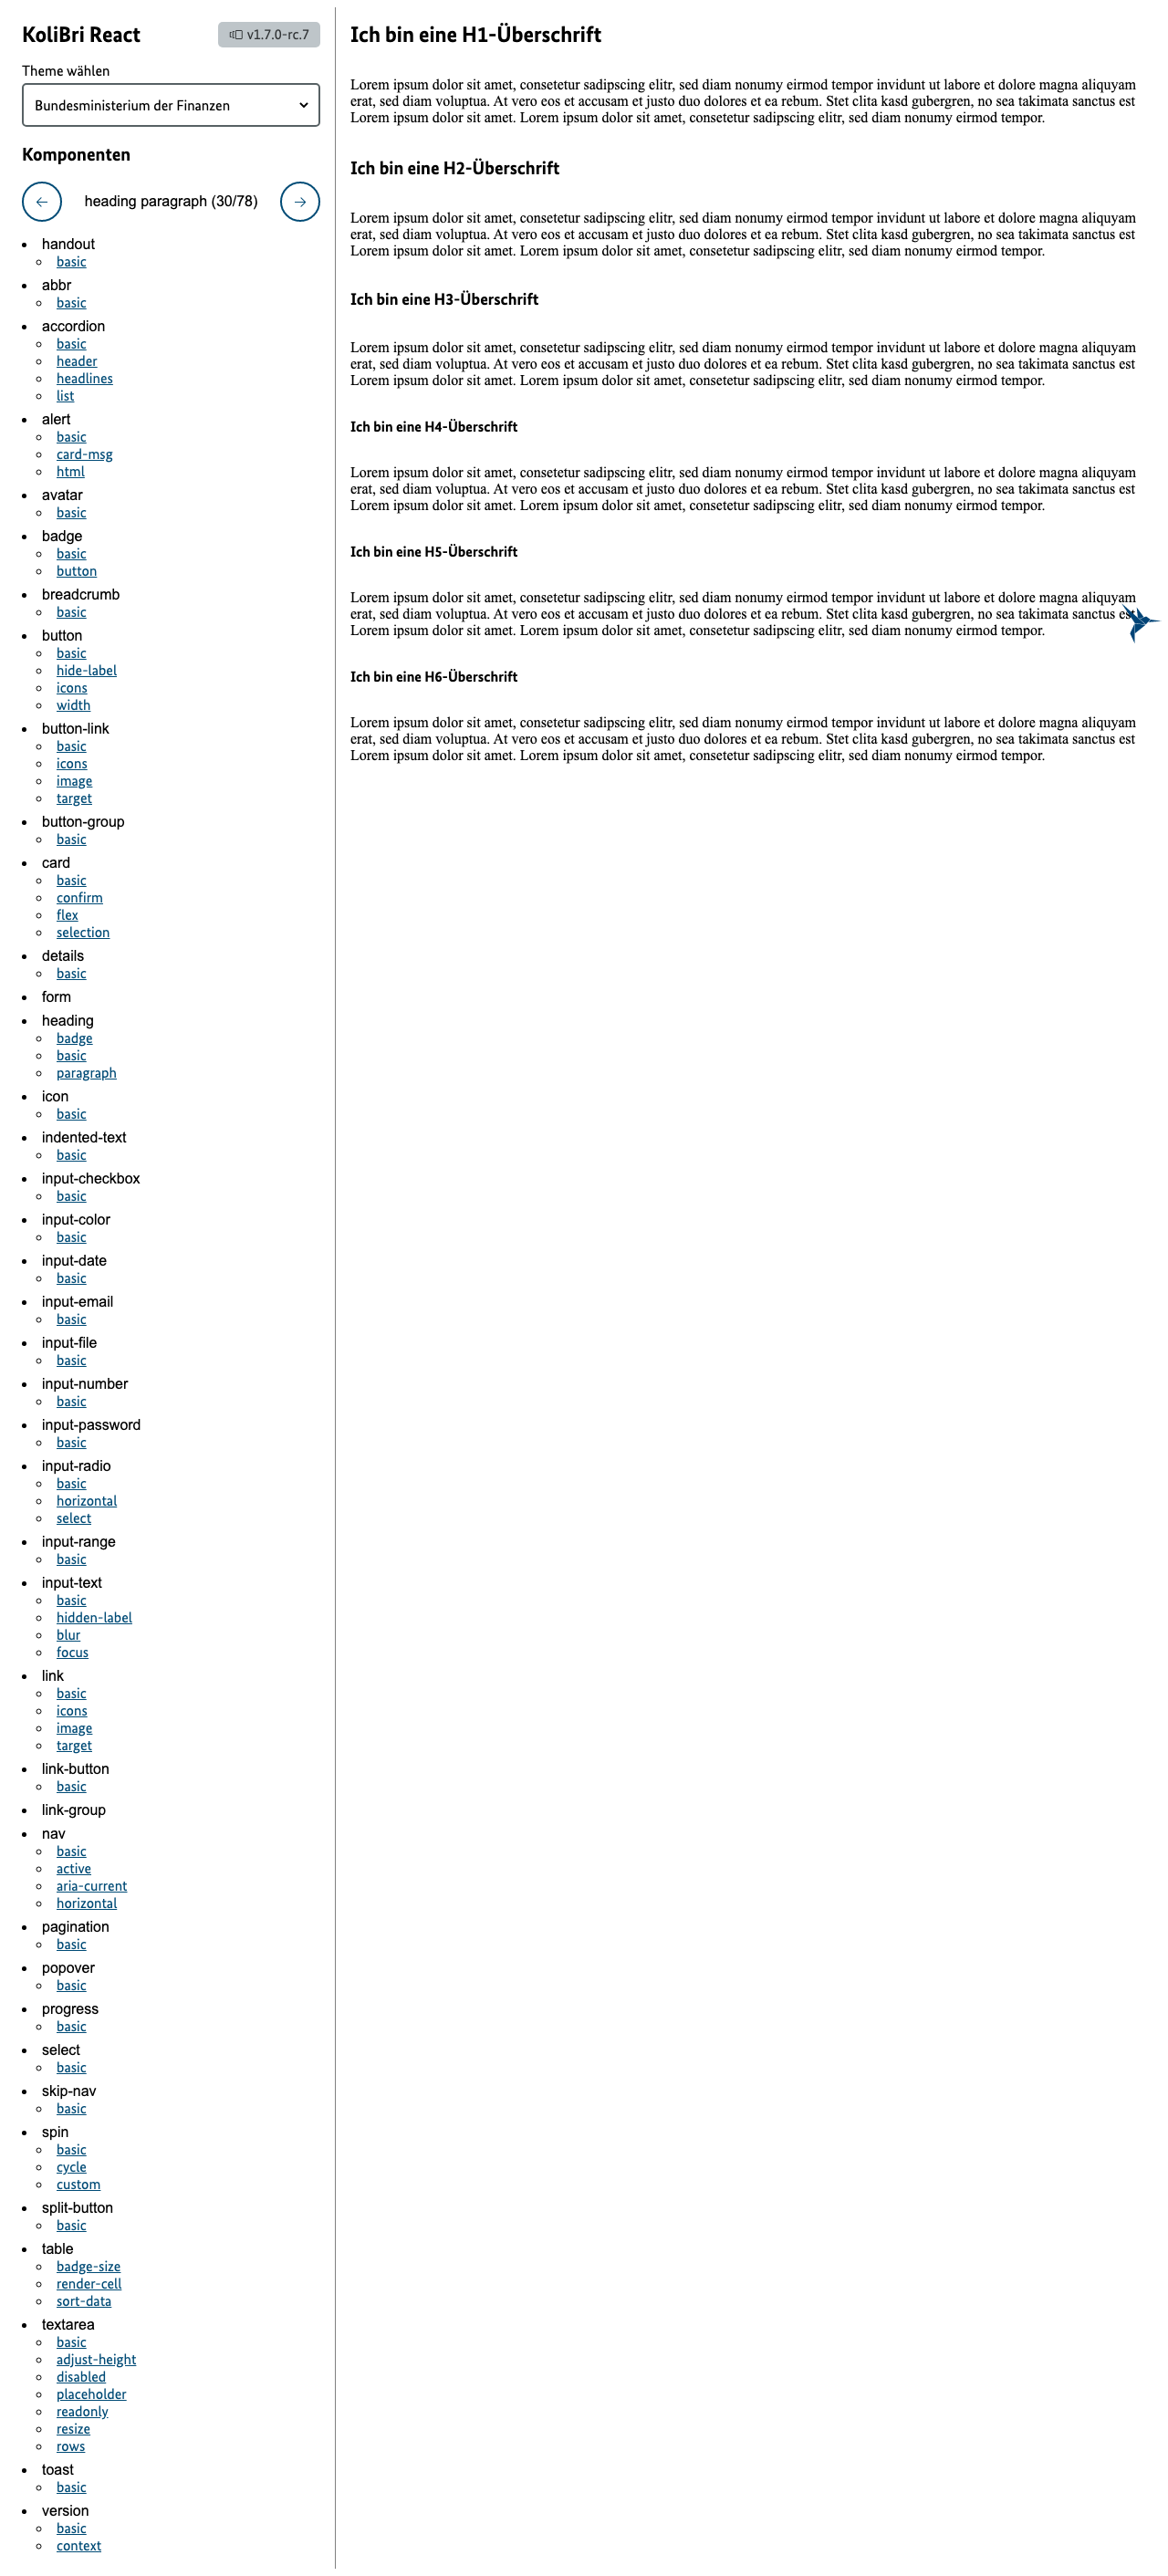 KoliBri React
v1.7.0-rc.7
Theme wählen
Bundesministerium der Finanzen
Komponenten
heading paragraph (30/78)
handout
basic
abbr
basic
accordion
basic
header
headlines
list
alert
basic
card-msg
html
avatar
basic
badge
basic
button
breadcrumb
basic
button
basic
hide-label
icons
width
button-link
basic
icons
image
target
button-group
basic
card
basic
confirm
flex
selection
details
basic
form
heading
badge
basic
paragraph
icon
basic
indented-text
basic
input-checkbox
basic
input-color
basic
input-date
basic
input-email
basic
input-file
basic
input-number
basic
input-password
basic
input-radio
basic
horizontal
select
input-range
basic
input-text
basic
hidden-label
blur
focus
link
basic
icons
image
target
link-button
basic
link-group
nav
basic
active
aria-current
horizontal
pagination
basic
popover
basic
progress
basic
select
basic
skip-nav
basic
spin
basic
cycle
custom
split-button
basic
table
badge-size
render-cell
sort-data
textarea
basic
adjust-height
disabled
placeholder
readonly
resize
rows
toast
basic
version
basic
context
Ich bin eine H1-Überschrift
Lorem ipsum dolor sit amet, consetetur sadipscing elitr, sed diam nonumy eirmod tempor invidunt ut labore et dolore magna aliquyam
erat, sed diam voluptua. At vero eos et accusam et justo duo dolores et ea rebum. Stet clita kasd gubergren, no sea takimata sanctus est
Lorem ipsum dolor sit amet. Lorem ipsum dolor sit amet, consetetur sadipscing elitr, sed diam nonumy eirmod tempor.
Ich bin eine H2-Überschrift
Lorem ipsum dolor sit amet, consetetur sadipscing elitr, sed diam nonumy eirmod tempor invidunt ut labore et dolore magna aliquyam
erat, sed diam voluptua. At vero eos et accusam et justo duo dolores et ea rebum. Stet clita kasd gubergren, no sea takimata sanctus est
Lorem ipsum dolor sit amet. Lorem ipsum dolor sit amet, consetetur sadipscing elitr, sed diam nonumy eirmod tempor.
Ich bin eine H3-Überschrift
Lorem ipsum dolor sit amet, consetetur sadipscing elitr, sed diam nonumy eirmod tempor invidunt ut labore et dolore magna aliquyam
erat, sed diam voluptua. At vero eos et accusam et justo duo dolores et ea rebum. Stet clita kasd gubergren, no sea takimata sanctus est
Lorem ipsum dolor sit amet. Lorem ipsum dolor sit amet, consetetur sadipscing elitr, sed diam nonumy eirmod tempor.
Ich bin eine H4-Überschrift
Lorem ipsum dolor sit amet, consetetur sadipscing elitr, sed diam nonumy eirmod tempor invidunt ut labore et dolore magna aliquyam
erat, sed diam voluptua. At vero eos et accusam et justo duo dolores et ea rebum. Stet clita kasd gubergren, no sea takimata sanctus est
Lorem ipsum dolor sit amet. Lorem ipsum dolor sit amet, consetetur sadipscing elitr, sed diam nonumy eirmod tempor.
Ich bin eine H5-Überschrift
Lorem ipsum dolor sit amet, consetetur sadipscing elitr, sed diam nonumy eirmod tempor invidunt ut labore et dolore magna aliquyam
erat, sed diam voluptua. At vero eos et accusam et justo duo dolores et ea rebum. Stet clita kasd gubergren, no sea takimata sanctus est
Lorem ipsum dolor sit amet. Lorem ipsum dolor sit amet, consetetur sadipscing elitr, sed diam nonumy eirmod tempor.
Ich bin eine H6-Überschrift
Lorem ipsum dolor sit amet, consetetur sadipscing elitr, sed diam nonumy eirmod tempor invidunt ut labore et dolore magna aliquyam
erat, sed diam voluptua. At vero eos et accusam et justo duo dolores et ea rebum. Stet clita kasd gubergren, no sea takimata sanctus est
Lorem ipsum dolor sit amet. Lorem ipsum dolor sit amet, consetetur sadipscing elitr, sed diam nonumy eirmod tempor.